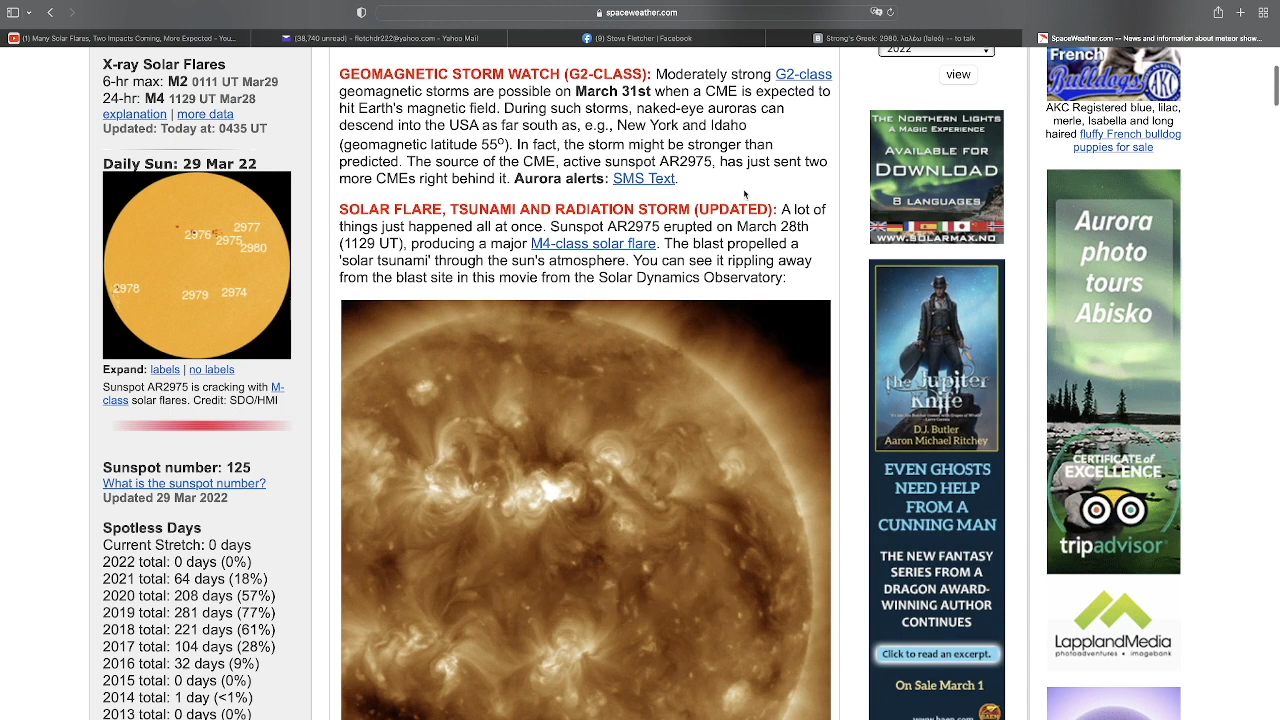 spaceweather.com
(1) Many Solar Flares, Two Impacts Coming, More Expected – You...
(38,740 unread) - fletchdr222@yahoo.com - Yahoo Mail
(9) Steve Fletcher | Facebook
Strong's Greek: 2980. λαλέω (laleó) -- to talk
SpaceWeather.com -- News and information about meteor show...
X-ray Solar Flares
6-hr max: M2 0111 UT Mar29
24-hr: M4 1129 UT Mar28
explanation | more data
Updated: Today at: 0435 UT
Daily Sun: 29 Mar 22
2976
2977
2975
2980
2978
2979
2974
Expand: labels | no labels
Sunspot AR2975 is cracking with M-
class solar flares. Credit: SDO/HMI
Sunspot number: 125
What is the sunspot number?
Updated 29 Mar 2022
Spotless Days
Current Stretch: 0 days
2022 total: 0 days (0%)
2021 total: 64 days (18%)
2020 total: 208 days (57%)
2019 total: 281 days (77%)
2018 total: 221 days (61%)
2017 total: 104 days (28%)
2016 total: 32 days (9%)
2015 total: 0 days (0%)
2014 total: 1 day (<1%)
2013 total: 0 days (0%)
GEOMAGNETIC STORM WATCH (G2-CLASS): Moderately strong G2-class
geomagnetic storms are possible on March 31st when a CME is expected to
hit Earth's magnetic field. During such storms, naked-eye auroras can
descend into the USA as far south as, e.g., New York and Idaho
(geomagnetic latitude 55º). In fact, the storm might be stronger than
predicted. The source of the CME, active sunspot AR2975, has just sent two
more CMEs right behind it. Aurora alerts: SMS Text.
SOLAR FLARE, TSUNAMI AND RADIATION STORM (UPDATED): A lot of
things just happened all at once. Sunspot AR2975 erupted on March 28th
(1129 UT), producing a major M4-class solar flare. The blast propelled a
'solar tsunami' through the sun's atmosphere. You can see it rippling away
from the blast site in this movie from the Solar Dynamics Observatory:
2022
view
THE NORTHERN LIGHTS
A MAGIC EXPERIENCE
AVAILABLE FOR
DOWNLOAD
8 LANGUAGES
WWW.SOLARMAX.NO
The Jupiter
Knife
D.J. Butler
Aaron Michael Ritchey
EVEN GHOSTS
NEED HELP
FROM A
CUNNING MAN
THE NEW FANTASY
SERIES FROM A
DRAGON AWARD-
WINNING AUTHOR
CONTINUES
Click to read an excerpt.
On Sale March 1
www.baen.com
BAEN
French
Bulldogs
AKC
AKC Registered blue, lilac,
merle, Isabella and long
haired fluffy French bulldog
puppies for sale
Aurora
photo
tours
Abisko
CERTIFICATE of
EXCELLENCE
tripadvisor
LapplandMedia
photoadventures • imagebank